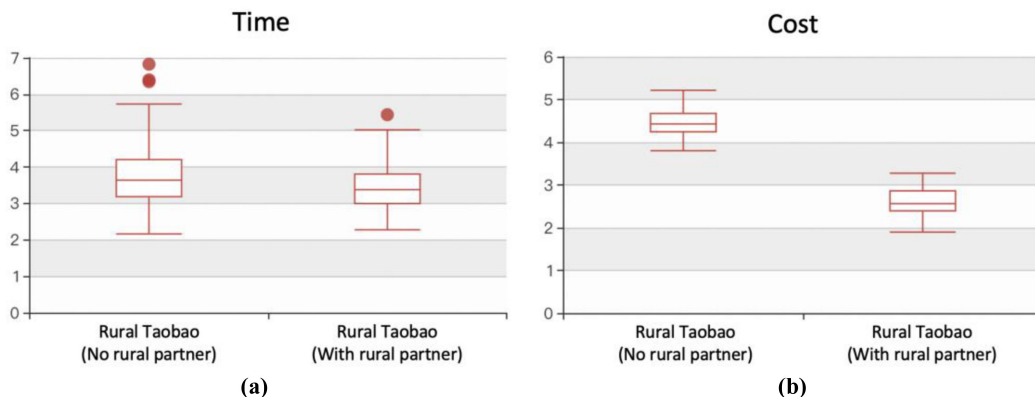 Time
7
6
5
4
3
2
1
0
Rural Taobao
(No rural partner)
Rural Taobao
(With rural partner)
(a)
Cost
6
5
4
3
2
1
0
Rural Taobao
(No rural partner)
Rural Taobao
(With rural partner)
(b)